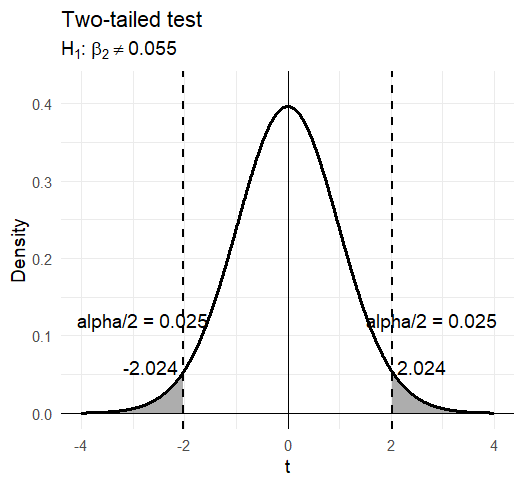 Two-tailed test
H₁: β₂ ≠ 0.055
Density
0.4
0.3
0.2
0.1
0.0
alpha/2 = 0.025
alpha/2 = 0.025
-2.024
2.024
-4
-2
0
2
4
t